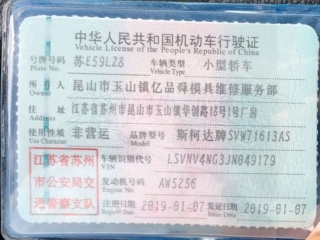 中华人民共和国机动车行驶证
Vehicle License of the People's Republic of China
号牌号码 苏E59LZ8 车辆类型 小型轿车
Plate No. Vehicle Type
所有人 昆山市玉山镇亿品舜模具维修服务部
Owner
住址 江苏省苏州市昆山市玉山镇华创路18号1号厂房
Address
使用性质 非营运 品牌型号 斯柯达牌SVW71613AS
Use Character Model
江苏省苏州 车辆识别代号 LSVNV4NG3JN049179
VIN
市公安局交 发动机号码 AW5256
Engine No.
通警察支队 注册日期 2019-01-07 发证日期 2019-01-07
Register Date Issue Date